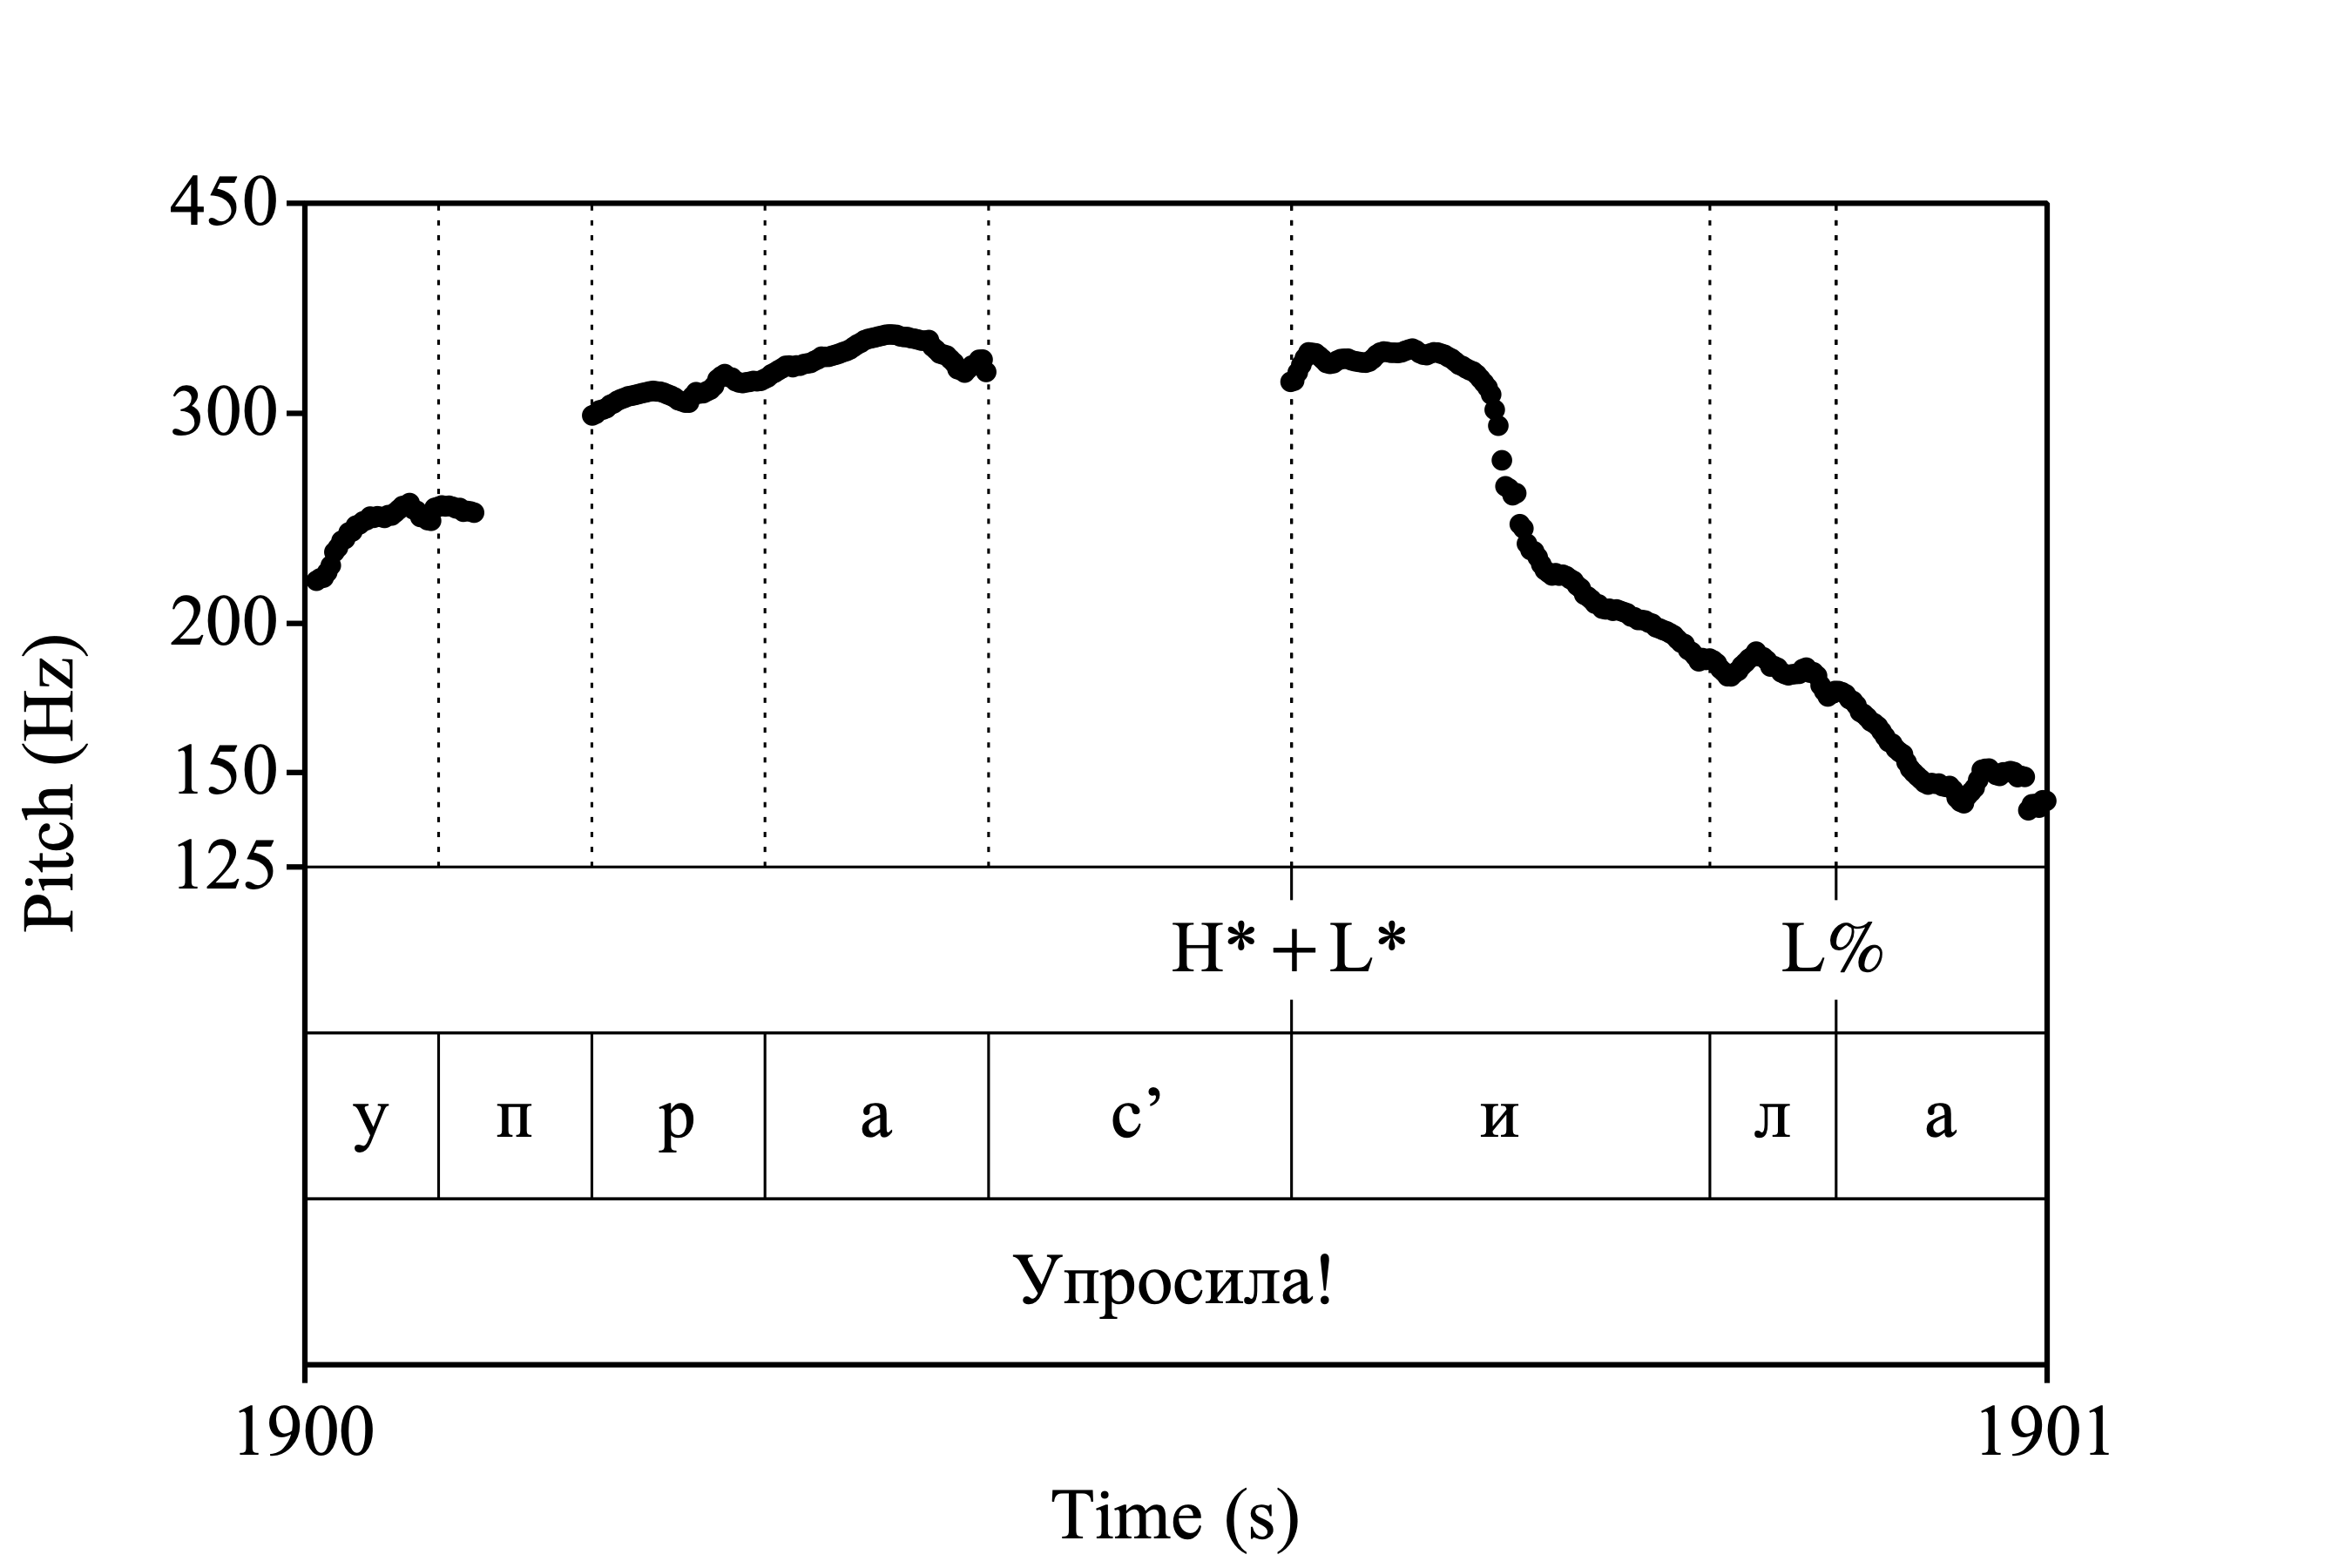 450
300
200
150
125
Pitch (Hz)
H*+L* L%
у п р а с’ и л а
Упросила!
1900 1901
Time (s)